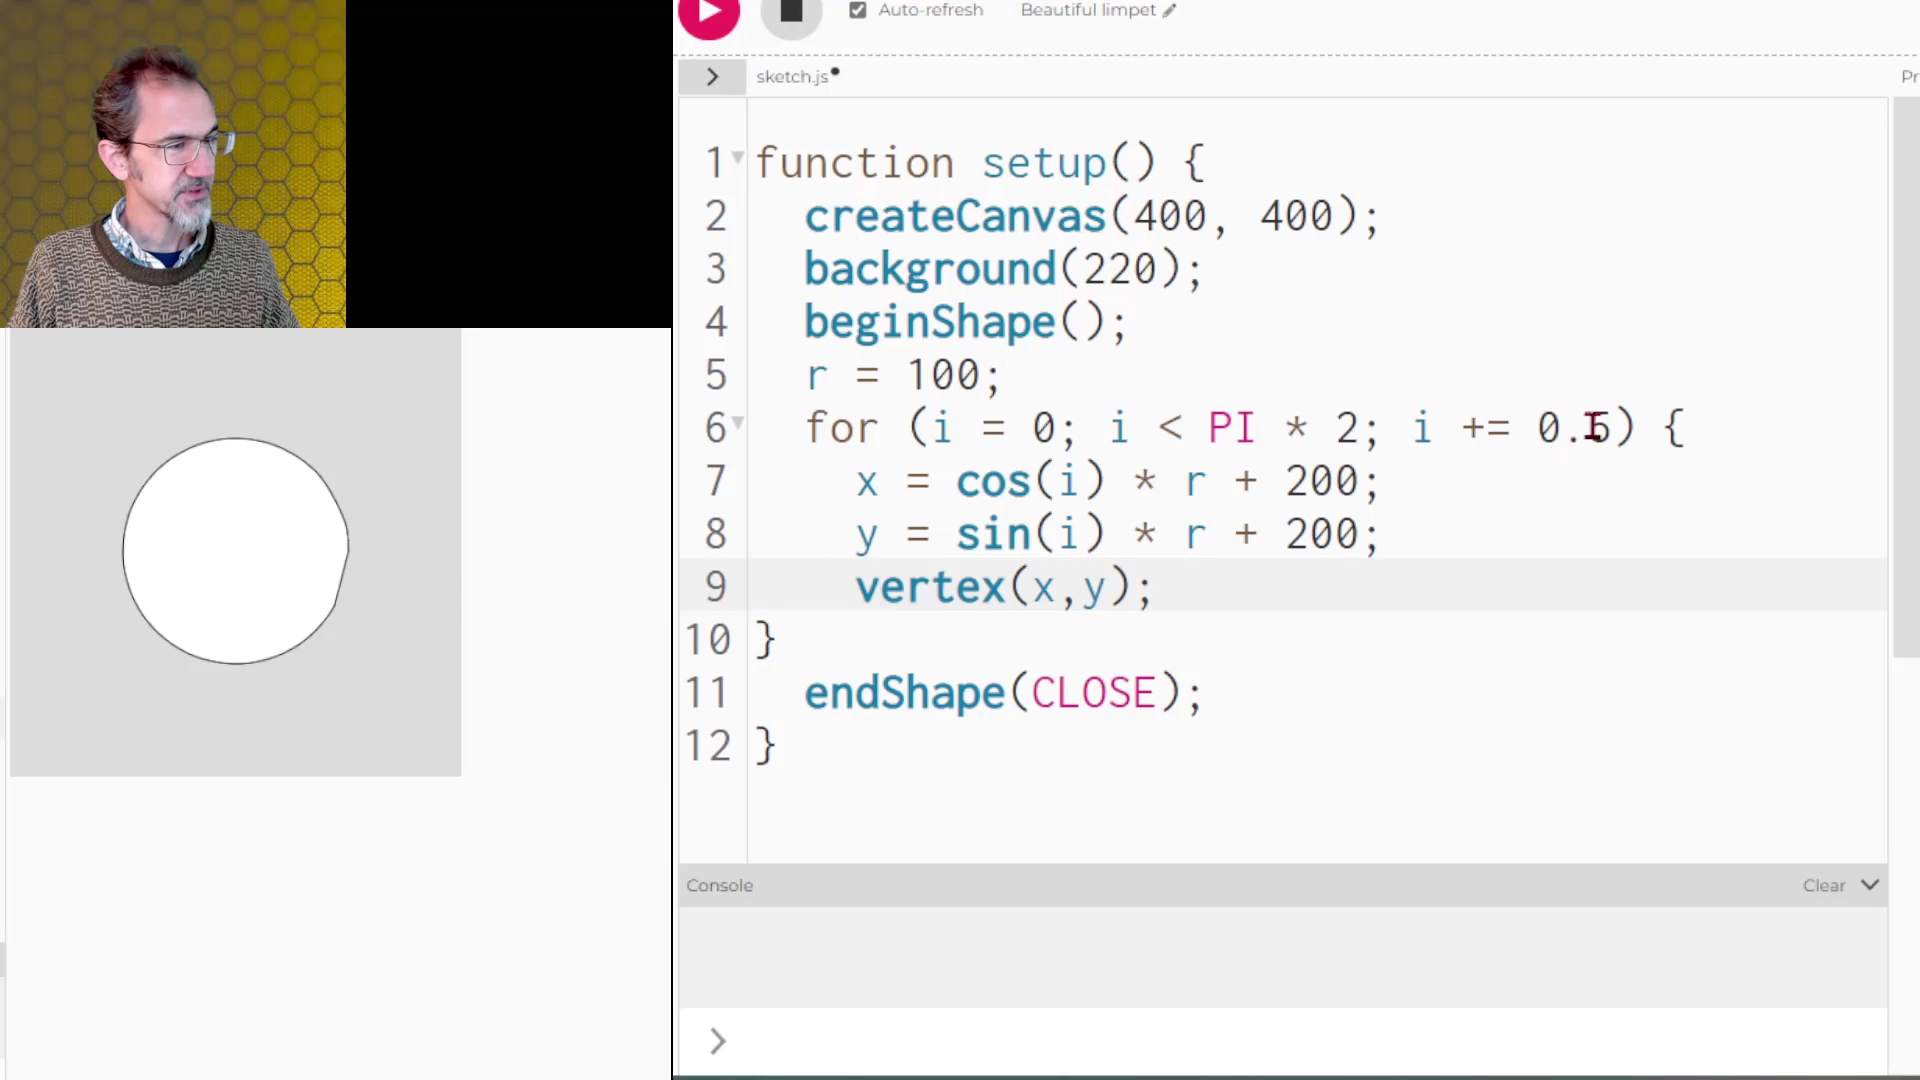 Auto-refresh Beautiful limpet
sketch.js
Pr
1 function setup() {
2 createCanvas(400, 400);
3 background(220);
4 beginShape();
5 r = 100;
6 for (i = 0; i < PI * 2; i += 0.5) {
7 x = cos(i) * r + 200;
8 y = sin(i) * r + 200;
9 vertex(x,y);
10 }
11 endShape(CLOSE);
12 }
Console Clear